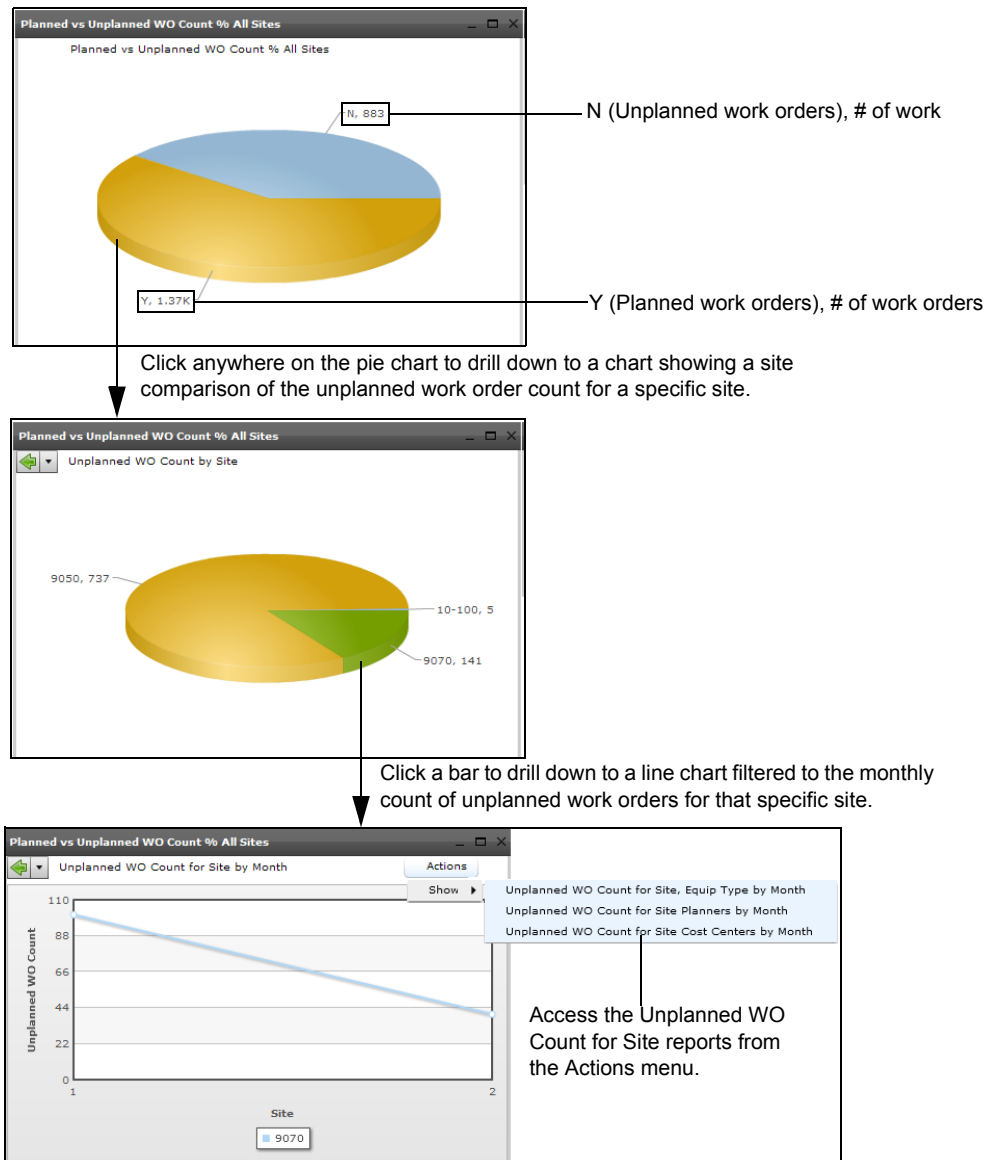 Planned vs Unplanned WO Count % All Sites
Planned vs Unplanned WO Count % All Sites
N, 883
N (Unplanned work orders), # of work
Y, 1.37K
Y (Planned work orders), # of work orders
Click anywhere on the pie chart to drill down to a chart showing a site
comparison of the unplanned work order count for a specific site.
Planned vs Unplanned WO Count % All Sites
Unplanned WO Count by Site
9050, 737
10-100, 5
9070, 141
Click a bar to drill down to a line chart filtered to the monthly
count of unplanned work orders for that specific site.
Planned vs Unplanned WO Count % All Sites
Unplanned WO Count for Site by Month
Actions
Show
Unplanned WO Count for Site, Equip Type by Month
Unplanned WO Count for Site Planners by Month
Unplanned WO Count for Site Cost Centers by Month
110
88
66
44
22
0
Unplanned WO Count
1
2
Site
9070
Access the Unplanned WO
Count for Site reports from
the Actions menu.